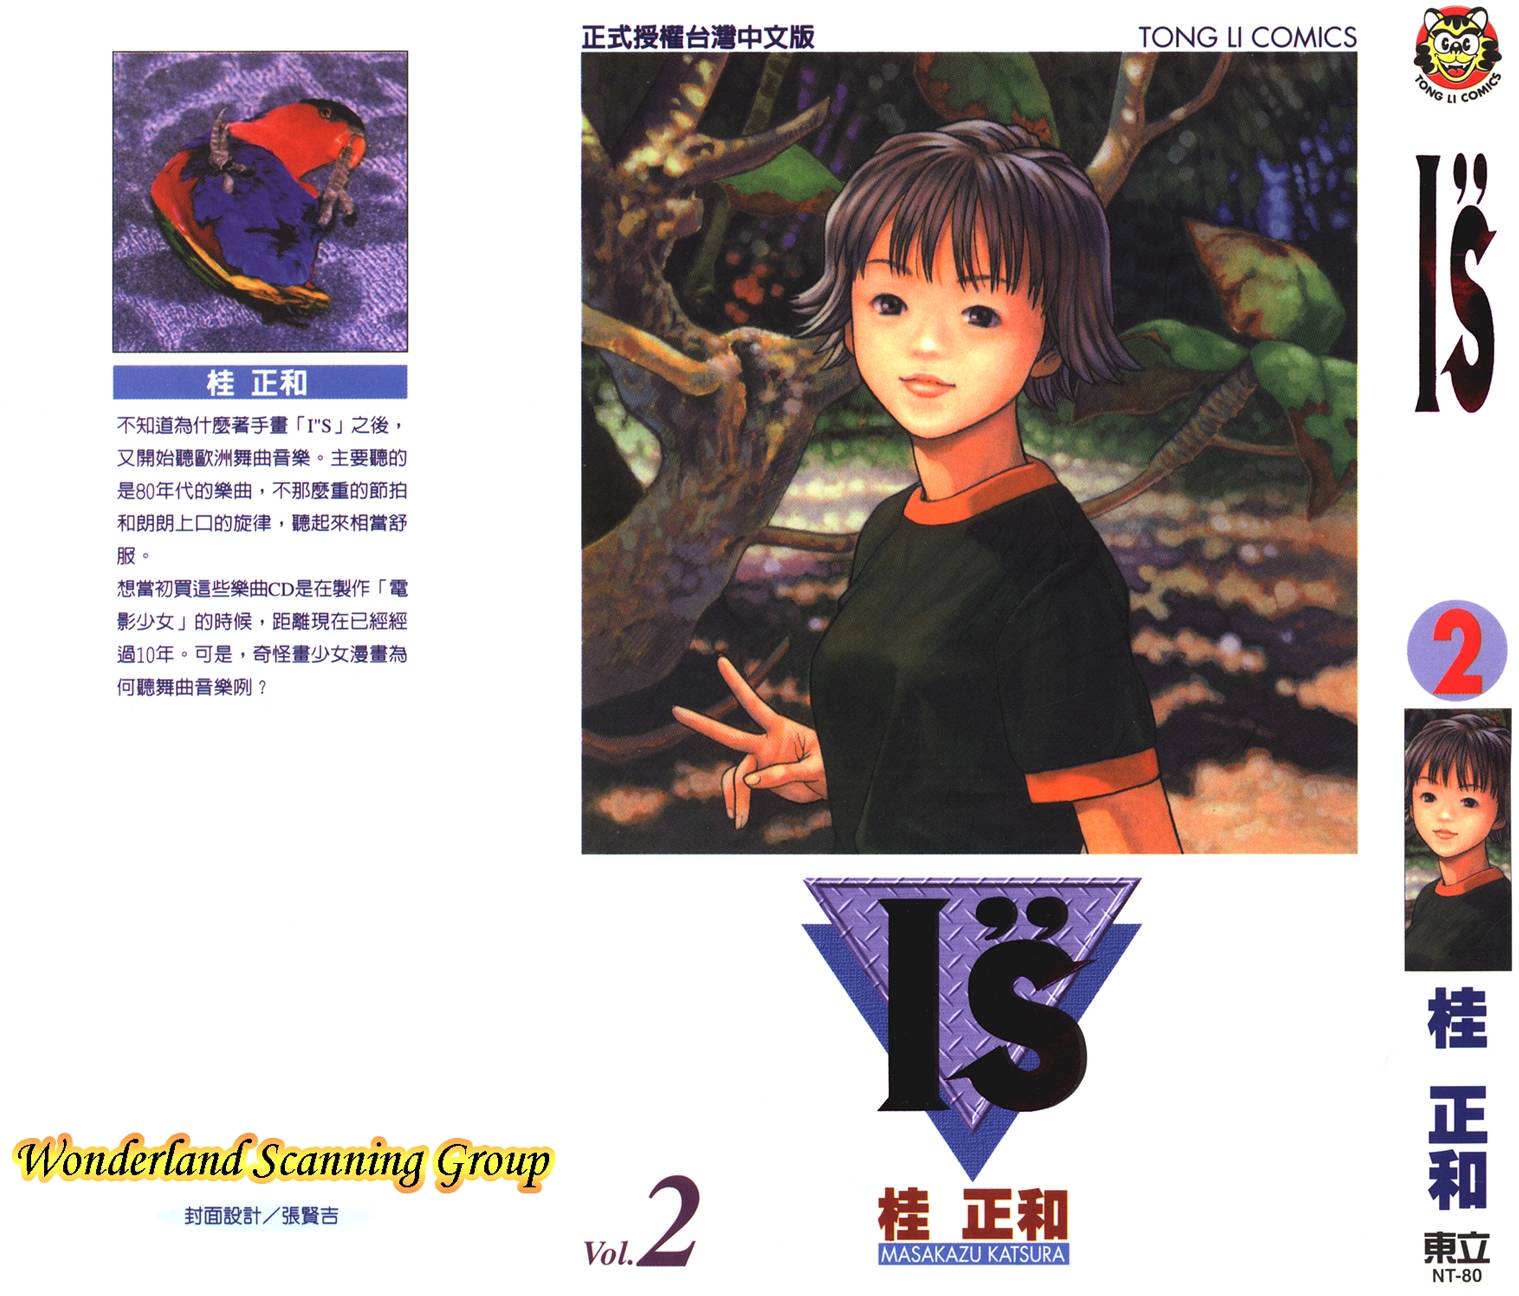 桂 正和
不知道為什麼著手畫「I"S」之後，
又開始聽歐洲舞曲音樂。主要聽的
是80年代的樂曲，不那麼重的節拍
和朗朗上口的旋律，聽起來相當舒
服。
想當初買這些樂曲CD是在製作「電
影少女」的時候，距離現在已經經
過10年。可是，奇怪畫少女漫畫為
何聽舞曲音樂咧？
Wonderland Scanning Group
封面設計／張賢吉
正式授權台灣中文版
TONG LI COMICS
I"s
Vol.2
桂 正和
MASAKAZU KATSURA
TONG LI COMICS
I"s
2
桂 正和
東立
NT-80